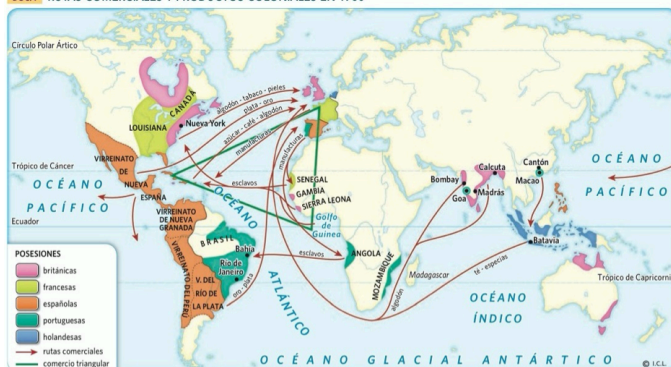 RUTAS COMERCIALES Y PRODUCTOS COLONIALES EN
Círculo Polar Ártico
CANADÁ
LOUISIANA
Nueva York
algodón - tabaco - pieles
plata - oro
azúcar - café - algodón
manufacturas
manufacturas
Trópico de Cáncer
VIRREINATO
DE
NUEVA
ESPAÑA
OCÉANO
PACÍFICO
Ecuador
esclavos
SENEGAL
GAMBIA
SIERRA LEONA
Golfo
de
Guinea
VIRREINATO
DE NUEVA
GRANADA
BRASIL
Bahía
Río de
Janeiro
VIRREINATO DEL PERÚ
V. DEL
RÍO DE
LA PLATA
oro - plata
esclavos
OCÉANO
ATLÁNTICO
ANGOLA
MOZAMBIQUE
Madagascar
algodón
té - especias
Bombay
Goa
Calcuta
Madrás
Cantón
Macao
Batavia
OCÉANO
PACÍFICO
Trópico de Capricornio
OCÉANO
ÍNDICO
OCÉANO GLACIAL ANTÁRTICO
POSESIONES
británicas
francesas
españolas
portuguesas
holandesas
rutas comerciales
comercio triangular
© I.C.L.